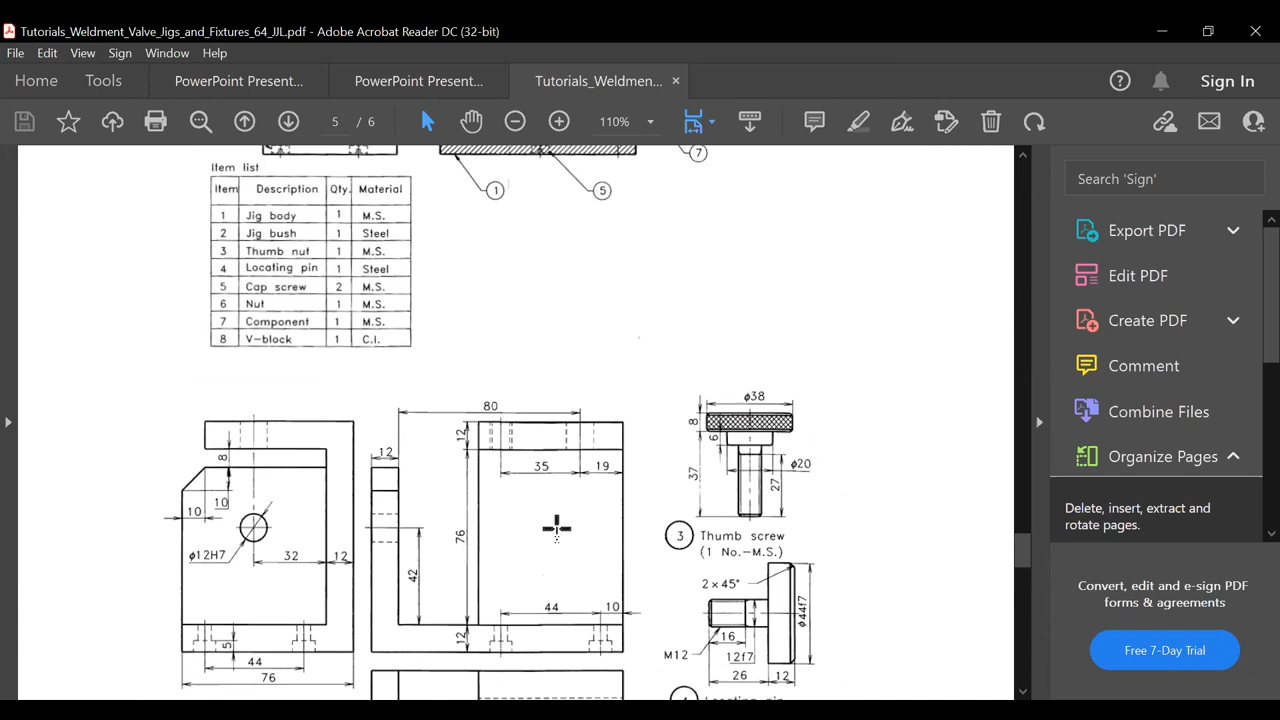 Tutorials_Weldment_Valve_Jigs_and_Fixtures_64_JJL.pdf - Adobe Acrobat Reader DC (32-bit)
File Edit View Sign Window Help
Home Tools PowerPoint Present... PowerPoint Present... Tutorials_Weldmen... × Sign In
5 / 6 110%
7
1 5
Item list
Item Description Qty. Material
1 Jig body 1 M.S.
2 Jig bush 1 Steel
3 Thumb nut 1 M.S.
4 Locating pin 1 Steel
5 Cap screw 2 M.S.
6 Nut 1 M.S.
7 Component 1 M.S.
8 V-block 1 C.I.
80
12
12
8
35 19
10
10
76
ϕ12H7
32 12
42
44 10
5
12
44
76
ϕ38
8
6
ϕ20
37
27
3 Thumb screw
(1 No.-M.S.)
2 × 45°
ϕ44f7
16
M12
12f7
26 12
Search 'Sign'
Export PDF
Edit PDF
Create PDF
Comment
Combine Files
Organize Pages
Delete, insert, extract and
rotate pages.
Convert, edit and e-sign PDF
forms & agreements
Free 7-Day Trial